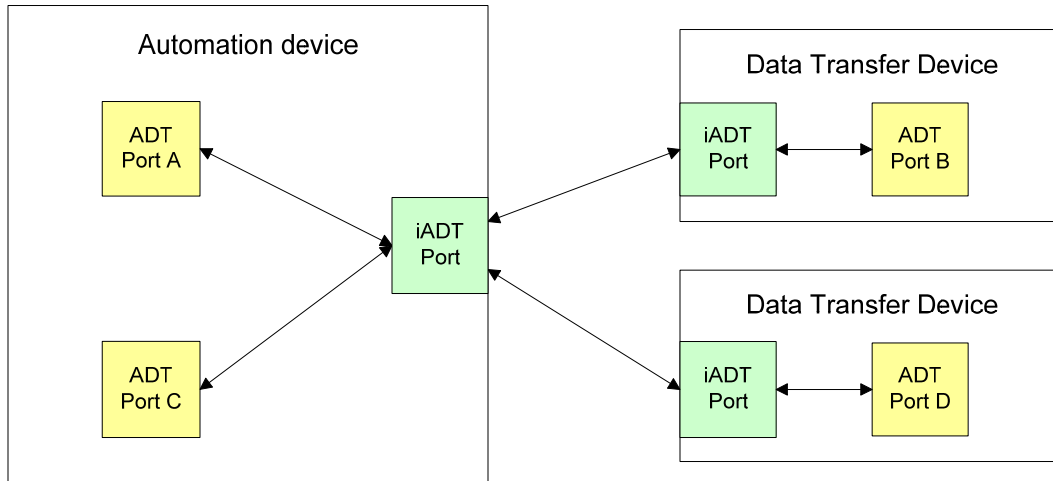 Automation device
ADT
Port A
iADT
Port
ADT
Port C
Data Transfer Device
iADT
Port
ADT
Port B
Data Transfer Device
iADT
Port
ADT
Port D